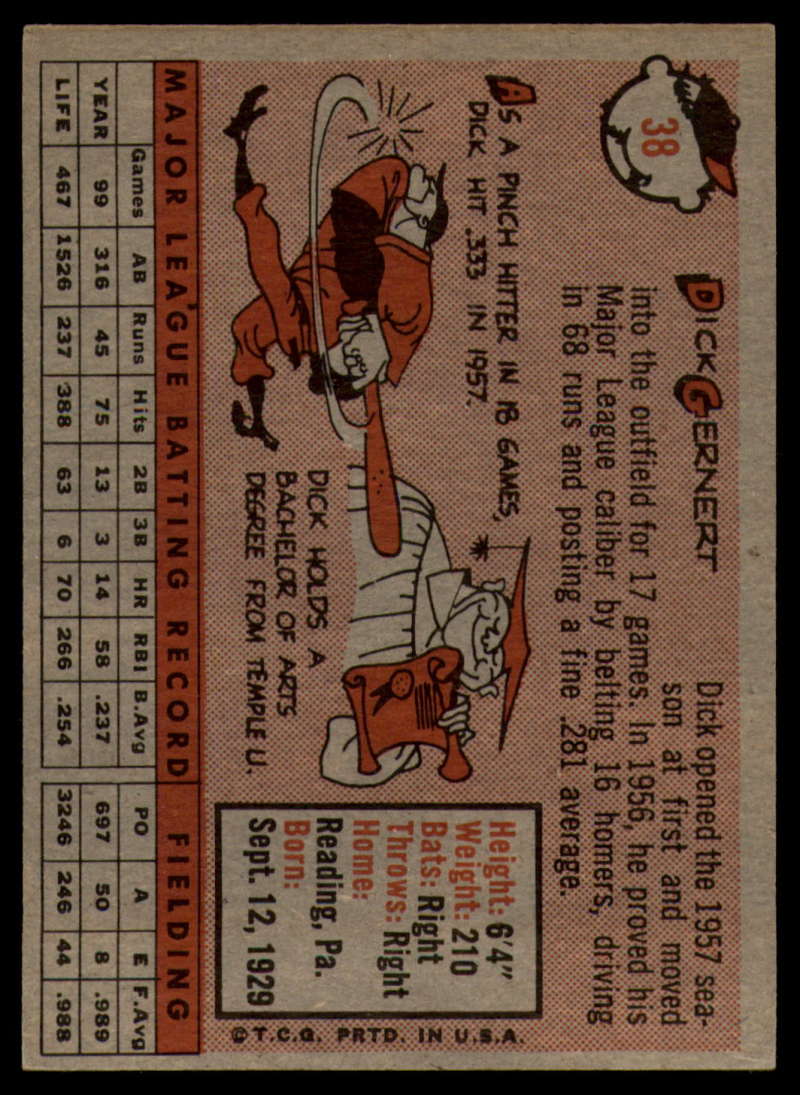 38
DICK GERNERT
Dick opened the 1957 sea-
son at first and moved
into the outfield for 17 games. In 1956, he proved his
Major League caliber by belting 16 homers, driving
in 68 runs and posting a fine .281 average.
AS A PINCH HITTER IN 18 GAMES,
DICK HIT .333 IN 1957.
DICK HOLDS A
BACHELOR OF ARTS
DEGREE FROM TEMPLE U.
Height: 6'4"
Weight: 210
Bats: Right
Throws: Right
Home:
Reading, Pa.
Born:
Sept. 12, 1929
© T.C.G. PRTD. IN U.S.A.
MAJOR LEAGUE BATTING RECORD FIELDING
Games AB Runs Hits 2B 3B HR RBI B.Avg PO A E F.Avg
YEAR 99 316 45 75 13 3 14 58 .237 697 50 8 .989
LIFE 467 1526 237 388 63 6 70 266 .254 3246 246 44 .988